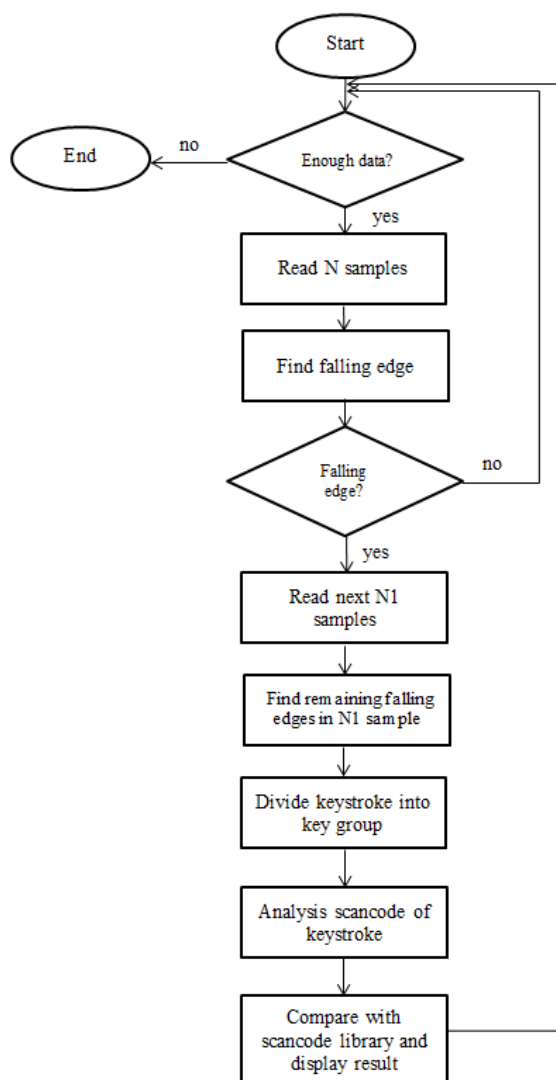 Start
Enough data?
no
End
yes
Read N samples
Find falling edge
Falling
edge?
no
yes
Read next N1
samples
Find remaining falling
edges in N1 sample
Divide keystroke into
key group
Analysis scancode of
keystroke
Compare with
scancode library and
display result